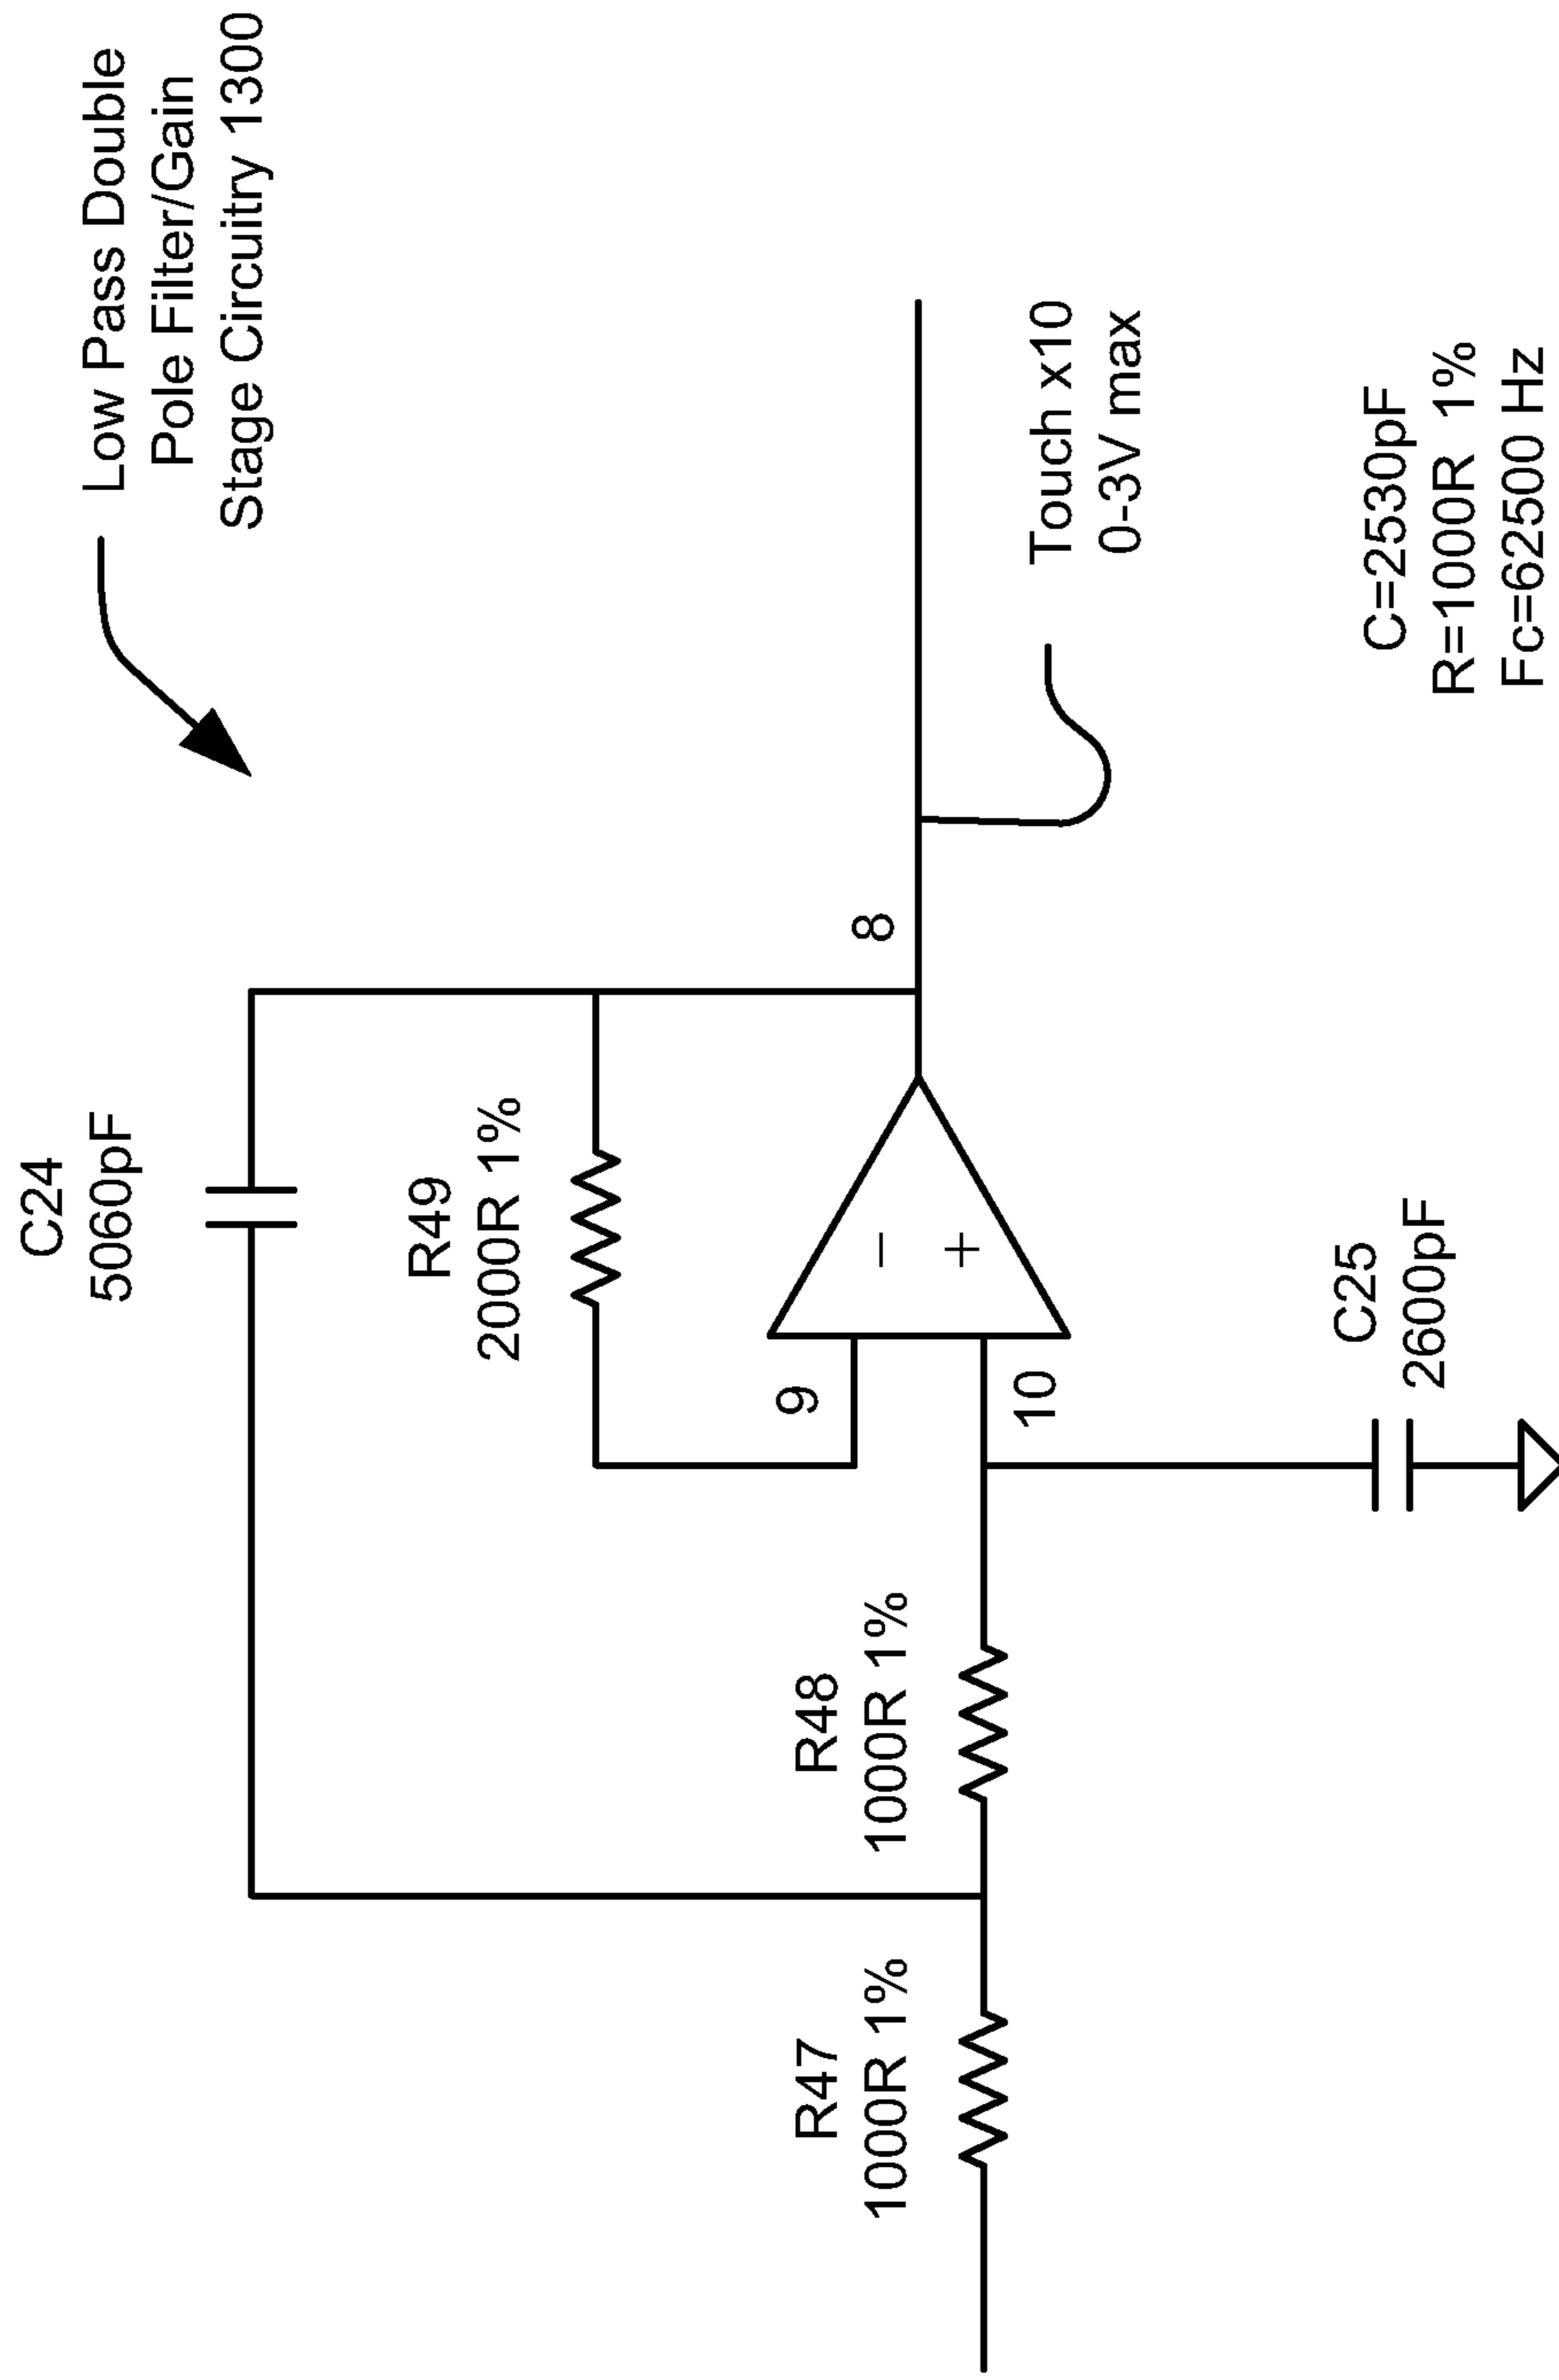 Low Pass Double
Pole Filter/Gain
Stage Circuitry 1300
C24
5060pF
R49
2000R 1%
R47
1000R 1%
R48
1000R 1%
9
10
−
+
8
Touch x10
0-3V max
C25
2600pF
C=2530pF
R=1000R 1%
Fc=62500 Hz